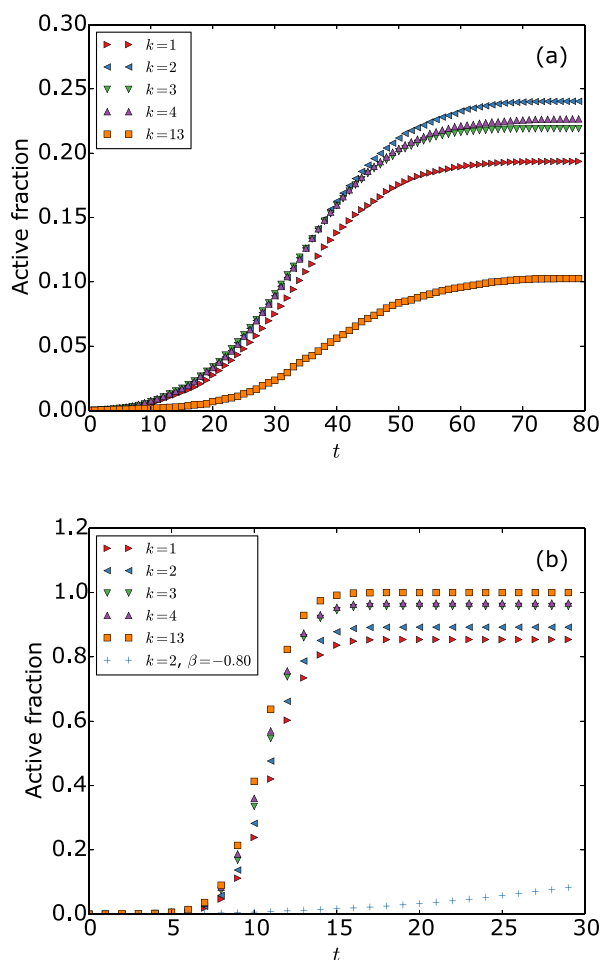 (a)
k=1
k=2
k=3
k=4
k=13
Active fraction
0.30
0.25
0.20
0.15
0.10
0.05
0.00
0 10 20 30 40 50 60 70 80
t
(b)
k=1
k=2
k=3
k=4
k=13
k=2, β=−0.80
Active fraction
1.2
1.0
0.8
0.6
0.4
0.2
0.0
0 5 10 15 20 25 30
t